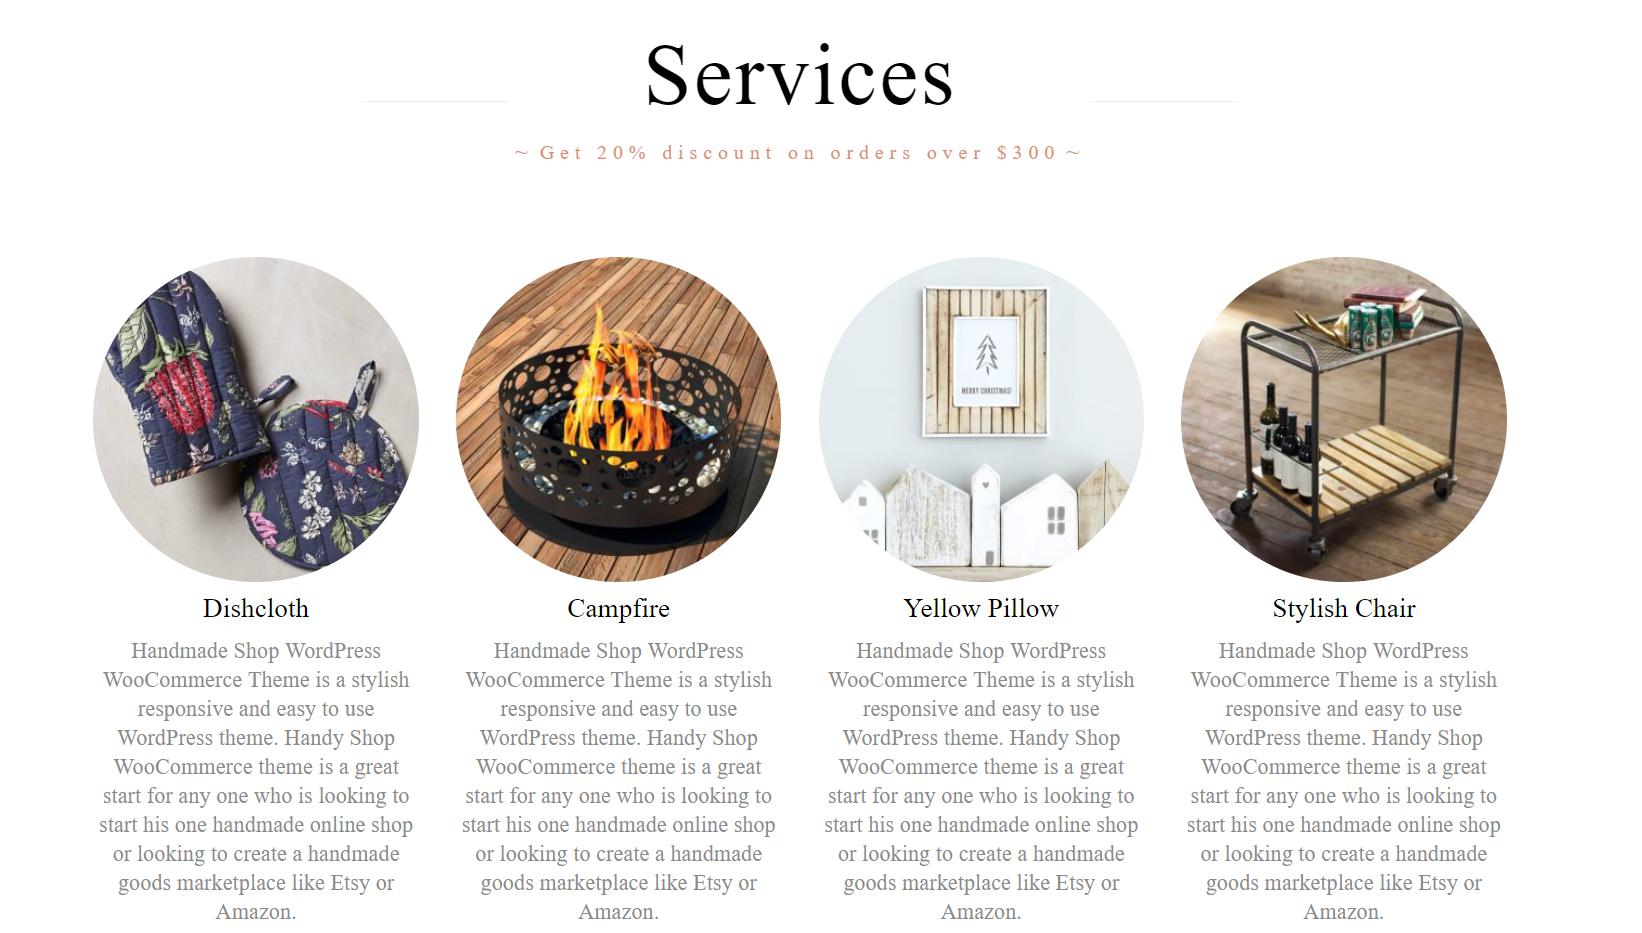 Services
~ Get 20% discount on orders over $300 ~
MERRY CHRISTMAS!
Dishcloth
Handmade Shop WordPress
WooCommerce Theme is a stylish
responsive and easy to use
WordPress theme. Handy Shop
WooCommerce theme is a great
start for any one who is looking to
start his one handmade online shop
or looking to create a handmade
goods marketplace like Etsy or
Amazon.
Campfire
Handmade Shop WordPress
WooCommerce Theme is a stylish
responsive and easy to use
WordPress theme. Handy Shop
WooCommerce theme is a great
start for any one who is looking to
start his one handmade online shop
or looking to create a handmade
goods marketplace like Etsy or
Amazon.
Yellow Pillow
Handmade Shop WordPress
WooCommerce Theme is a stylish
responsive and easy to use
WordPress theme. Handy Shop
WooCommerce theme is a great
start for any one who is looking to
start his one handmade online shop
or looking to create a handmade
goods marketplace like Etsy or
Amazon.
Stylish Chair
Handmade Shop WordPress
WooCommerce Theme is a stylish
responsive and easy to use
WordPress theme. Handy Shop
WooCommerce theme is a great
start for any one who is looking to
start his one handmade online shop
or looking to create a handmade
goods marketplace like Etsy or
Amazon.